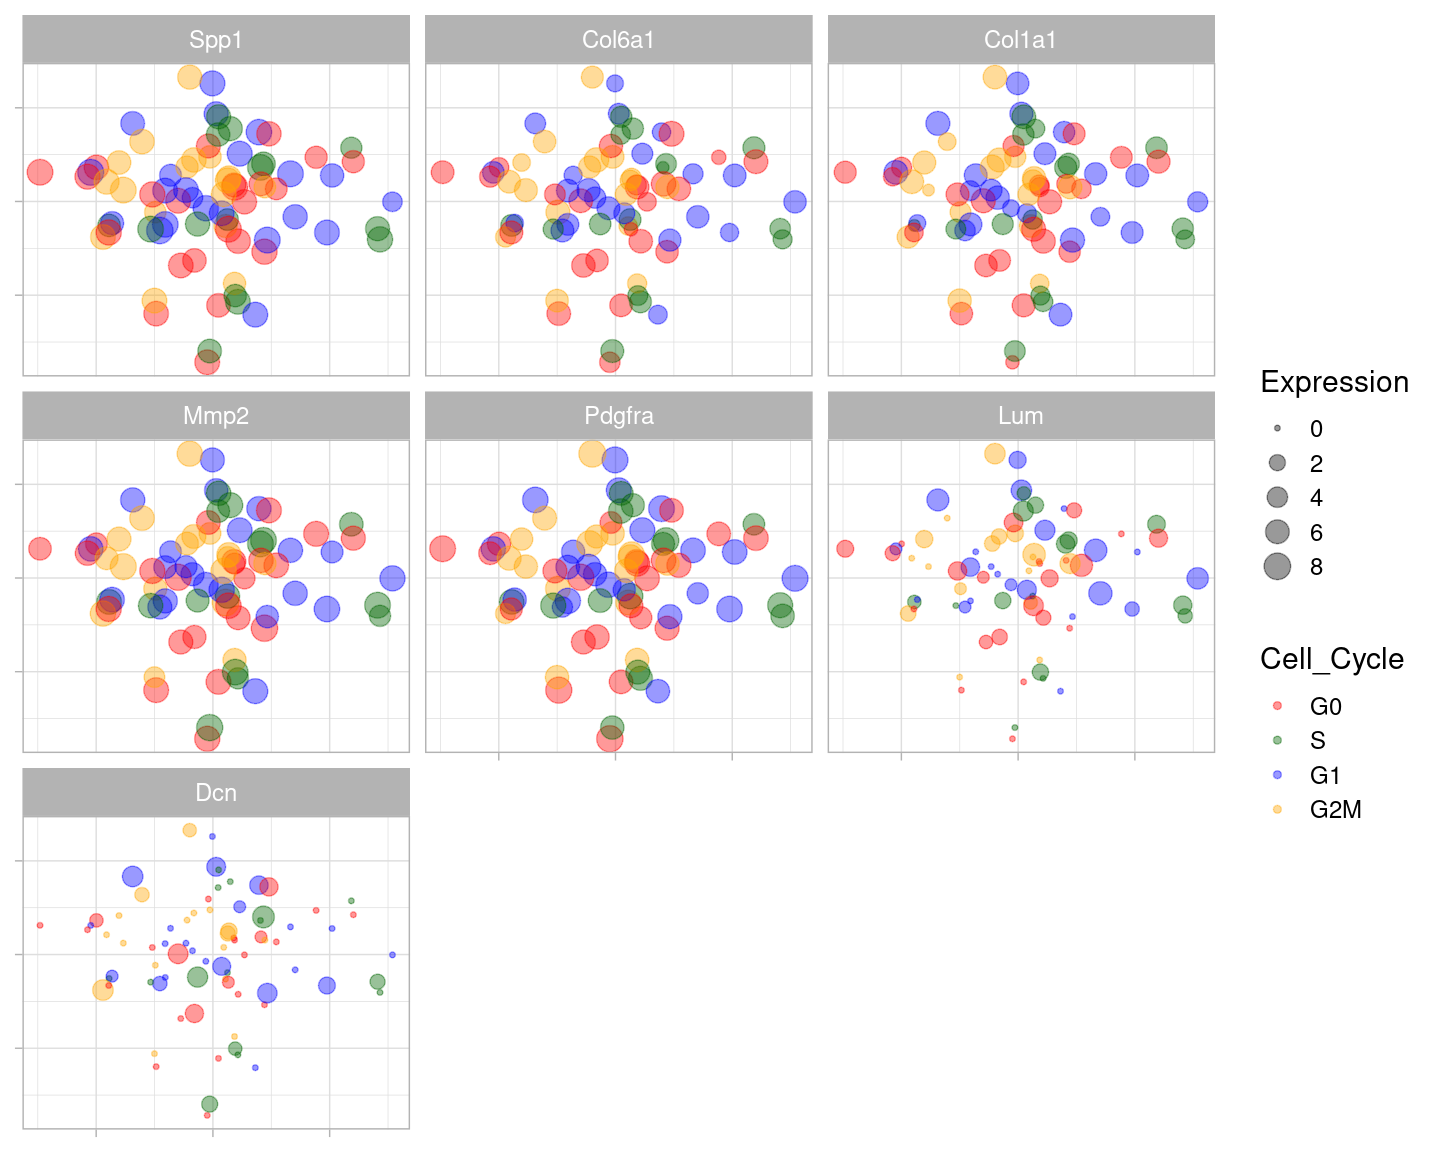 Spp1
Col6a1
Col1a1
Mmp2
Pdgfra
Lum
Dcn
Expression
0
2
4
6
8
Cell_Cycle
G0
S
G1
G2M